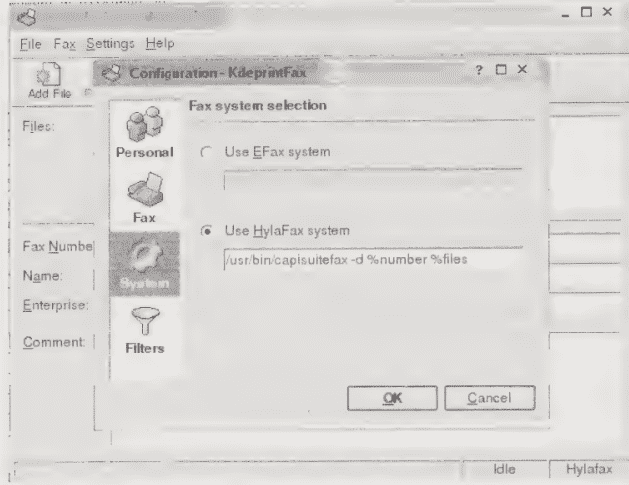 File Fax Settings Help
Add File
Configuration - KdeprintFax
Files:
Fax system selection
Personal
Use EFax system
Fax
Use HylaFax system
/usr/bin/capisuitefax -d %number %files
System
Filters
Fax Numbe
Name:
Enterprise:
Comment:
OK Cancel
Idle Hylafax